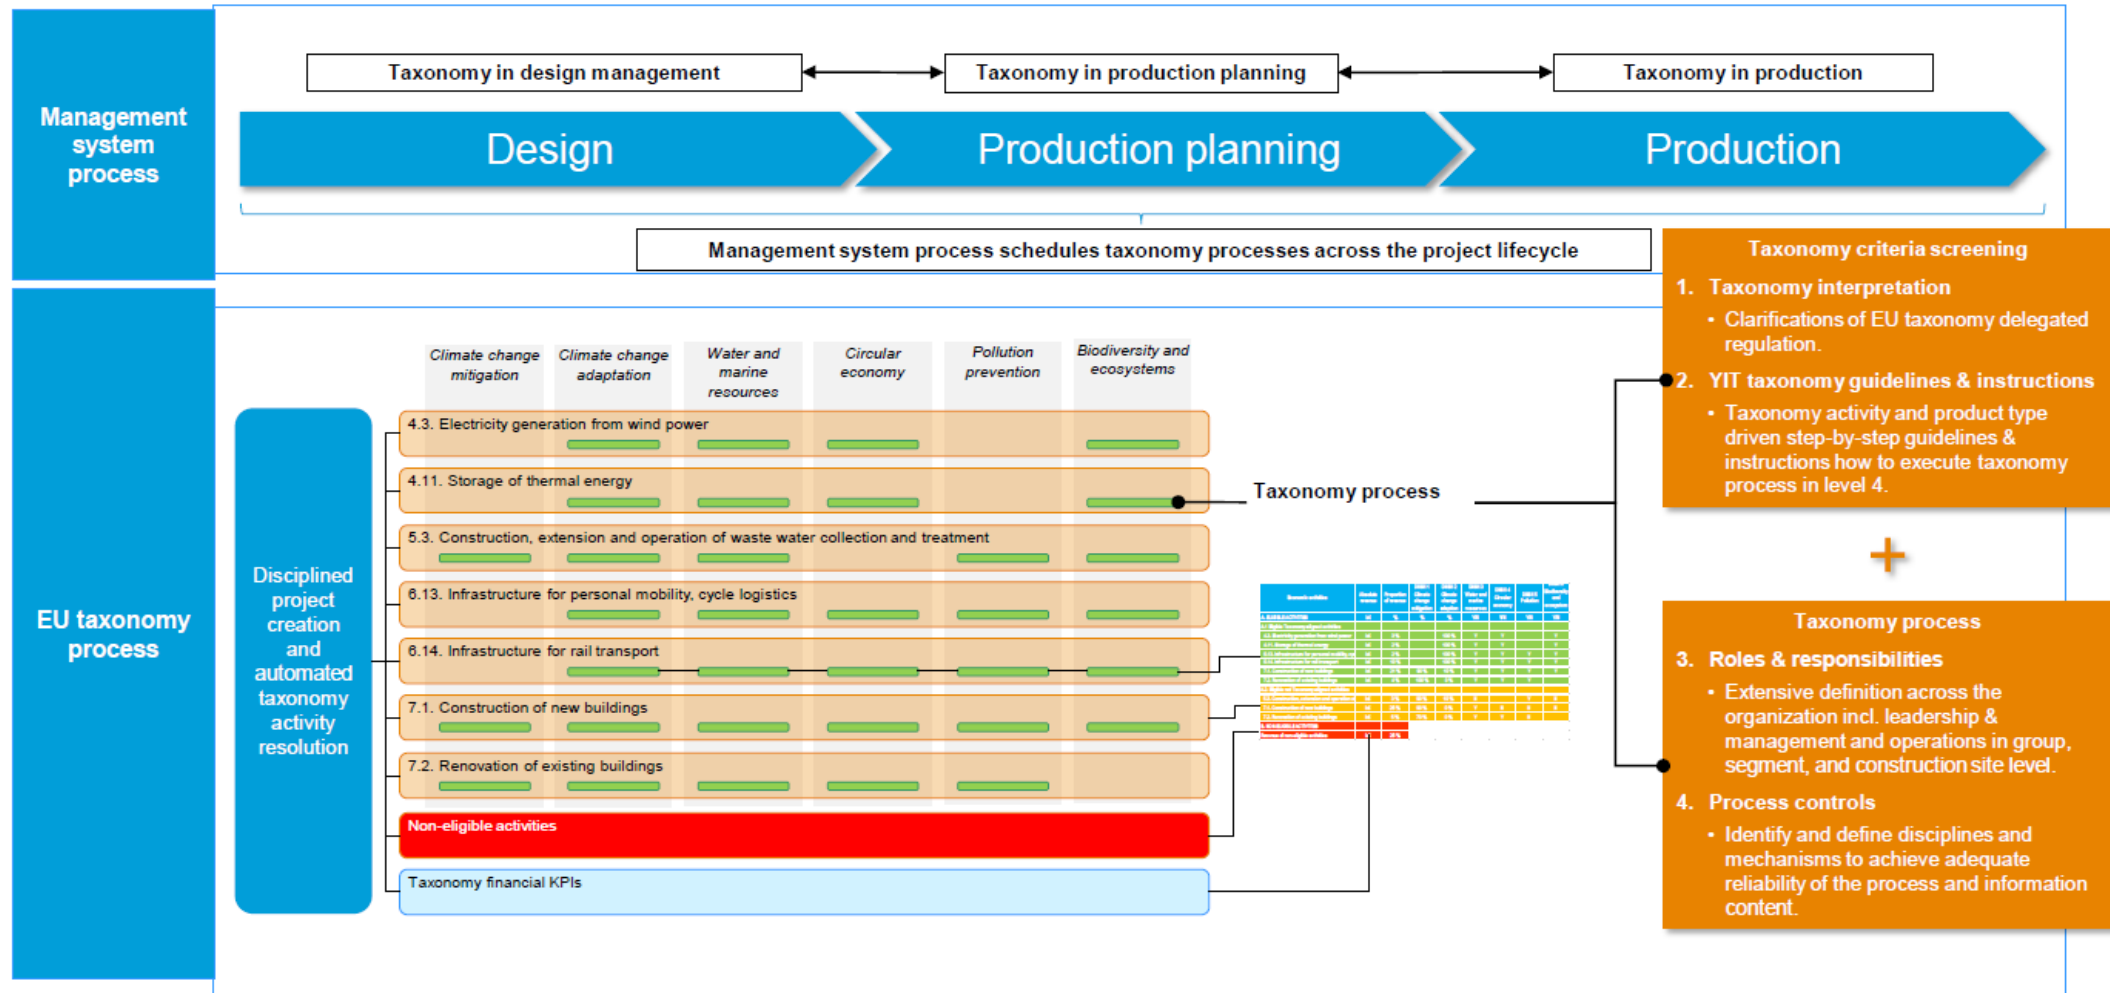 Management
system
process
Taxonomy in design management
Taxonomy in production planning
Taxonomy in production
Design
Production planning
Production
Management system process schedules taxonomy processes across the project lifecycle
EU taxonomy
process
Disciplined
project
creation
and
automated
taxonomy
activity
resolution
Climate change
mitigation
Climate change
adaptation
Water and
marine
resources
Circular
economy
Pollution
prevention
Biodiversity and
ecosystems
4.3. Electricity generation from wind power
4.11. Storage of thermal energy
5.3. Construction, extension and operation of waste water collection and treatment
6.13. Infrastructure for personal mobility, cycle logistics
6.14. Infrastructure for rail transport
7.1. Construction of new buildings
7.2. Renovation of existing buildings
Non-eligible activities
Taxonomy financial KPIs
Taxonomy process
Taxonomy criteria screening
1. Taxonomy interpretation
• Clarifications of EU taxonomy delegated
regulation.
2. YIT taxonomy guidelines & instructions
• Taxonomy activity and product type
driven step-by-step guidelines &
instructions how to execute taxonomy
process in level 4.
+
Taxonomy process
3. Roles & responsibilities
• Extensive definition across the
organization incl. leadership &
management and operations in group,
segment, and construction site level.
4. Process controls
• Identify and define disciplines and
mechanisms to achieve adequate
reliability of the process and information
content.